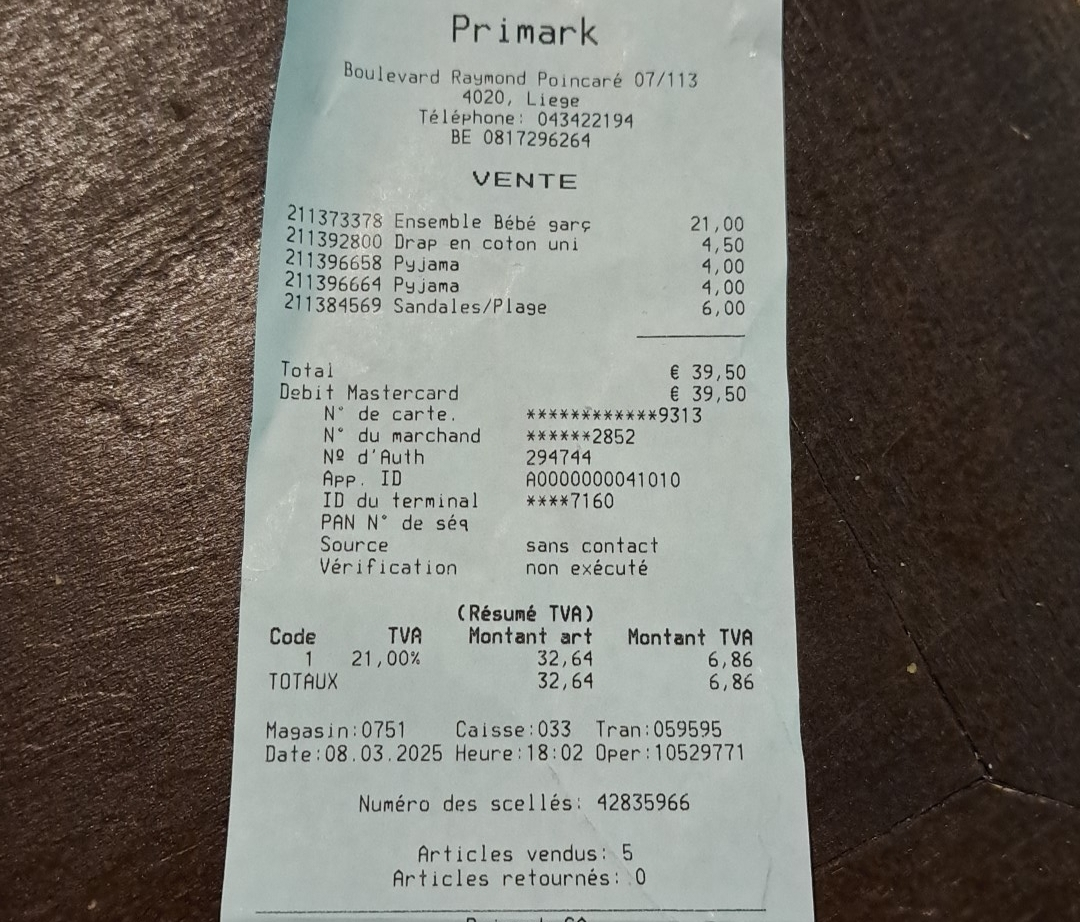 Primark
Boulevard Raymond Poincaré 07/113
4020, Liege
Téléphone: 043422194
BE 0817296264
VENTE
211373378 Ensemble Bébé garç 21,00
211392800 Drap en coton uni 4,50
211396658 Pyjama 4,00
211396664 Pyjama 4,00
211384569 Sandales/Plage 6,00
Total € 39,50
Debit Mastercard € 39,50
N° de carte. ************9313
N° du marchand ******2852
Nº d'Auth 294744
App. ID A0000000041010
ID du terminal ****7160
PAN N° de séq
Source sans contact
Vérification non exécuté
(Résumé TVA)
Code TVA Montant art Montant TVA
1 21,00% 32,64 6,86
TOTAUX 32,64 6,86
Magasin:0751 Caisse:033 Tran:059595
Date:08.03.2025 Heure:18:02 Oper:10529771
Numéro des scellés: 42835966
Articles vendus: 5
Articles retournés: 0